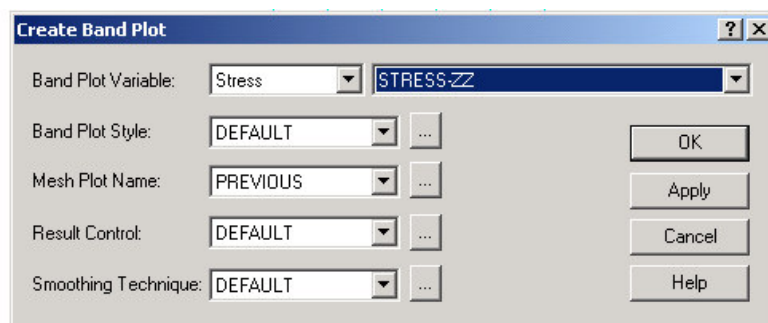 Create Band Plot ? X
Band Plot Variable: Stress STRESS-ZZ
Band Plot Style: DEFAULT ...
OK
Mesh Plot Name: PREVIOUS ...
Apply
Result Control: DEFAULT ...
Cancel
Smoothing Technique: DEFAULT ...
Help